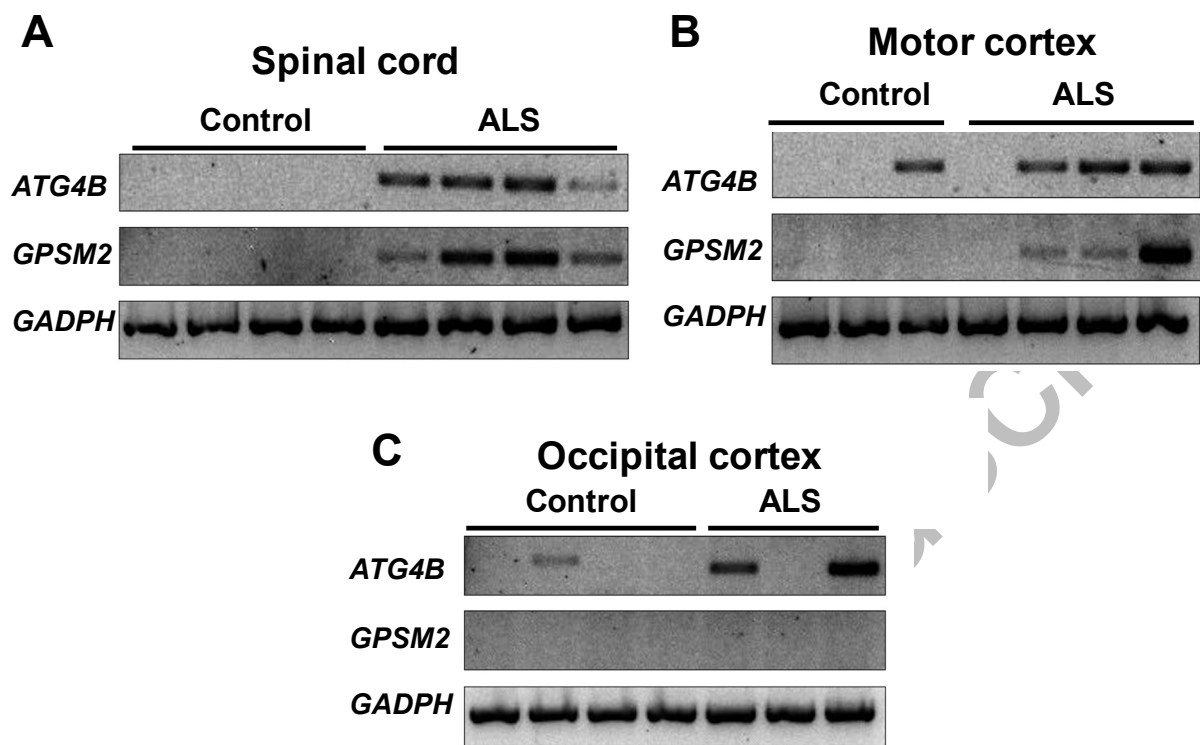 A
Spinal cord
Control ALS
ATG4B
GPSM2
GADPH
B
Motor cortex
Control ALS
ATG4B
GPSM2
GADPH
C
Occipital cortex
Control ALS
ATG4B
GPSM2
GADPH